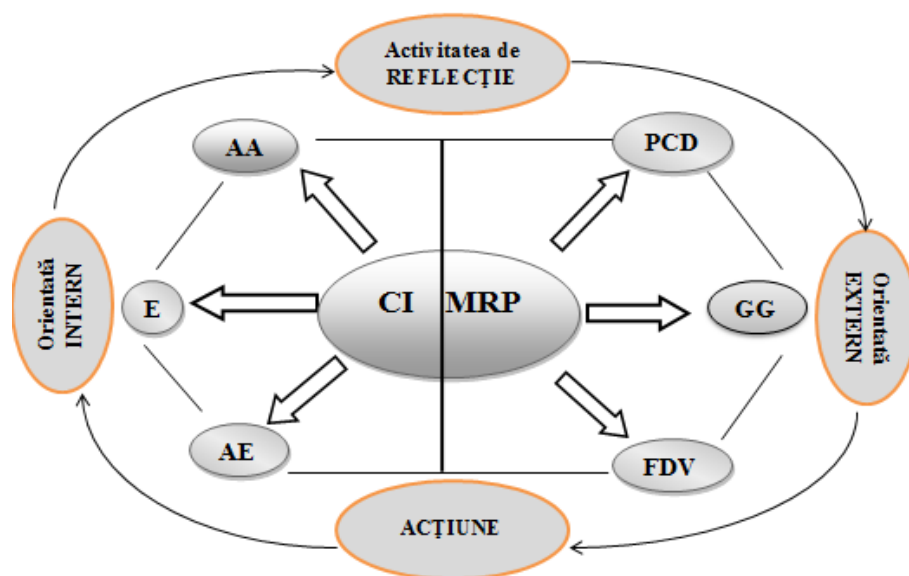 Activitatea de
REFLECȚIE
AA
PCD
Orientată
INTERN
E
CI MRP
GG
Orientată
EXTERN
AE
FDV
ACȚIUNE